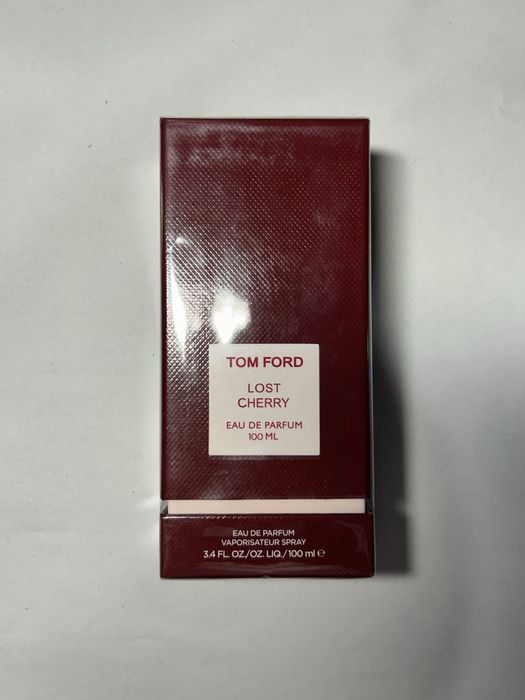 TOM FORD
LOST
CHERRY
EAU DE PARFUM
100 ML
EAU DE PARFUM
VAPORISATEUR SPRAY
3.4 FL. OZ./OZ. LIQ./100 ml ℮